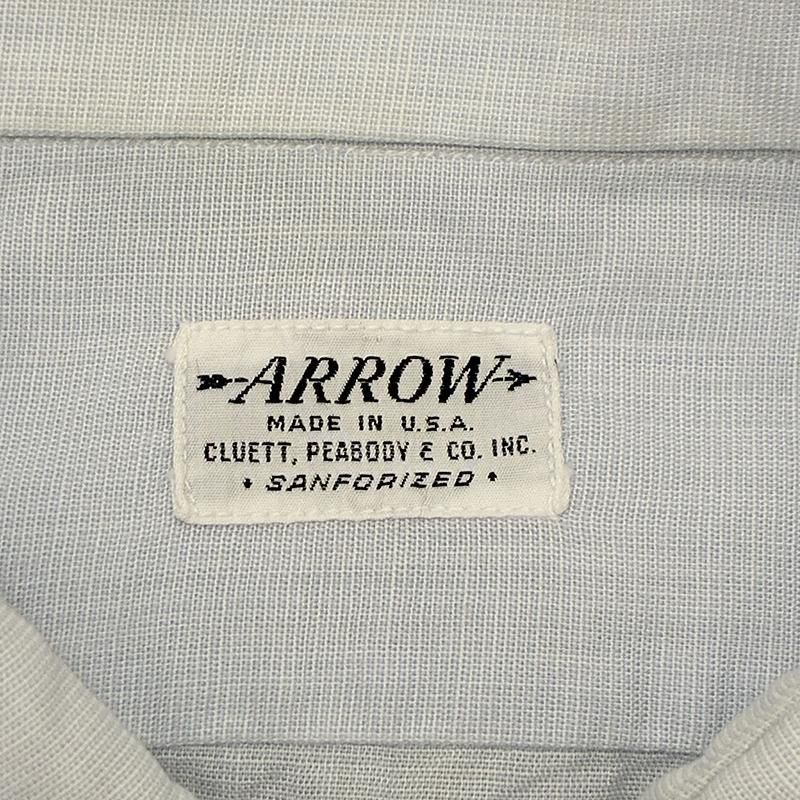 ARROW
MADE IN U.S.A.
CLUETT, PEABODY & CO. INC.
• SANFORIZED •